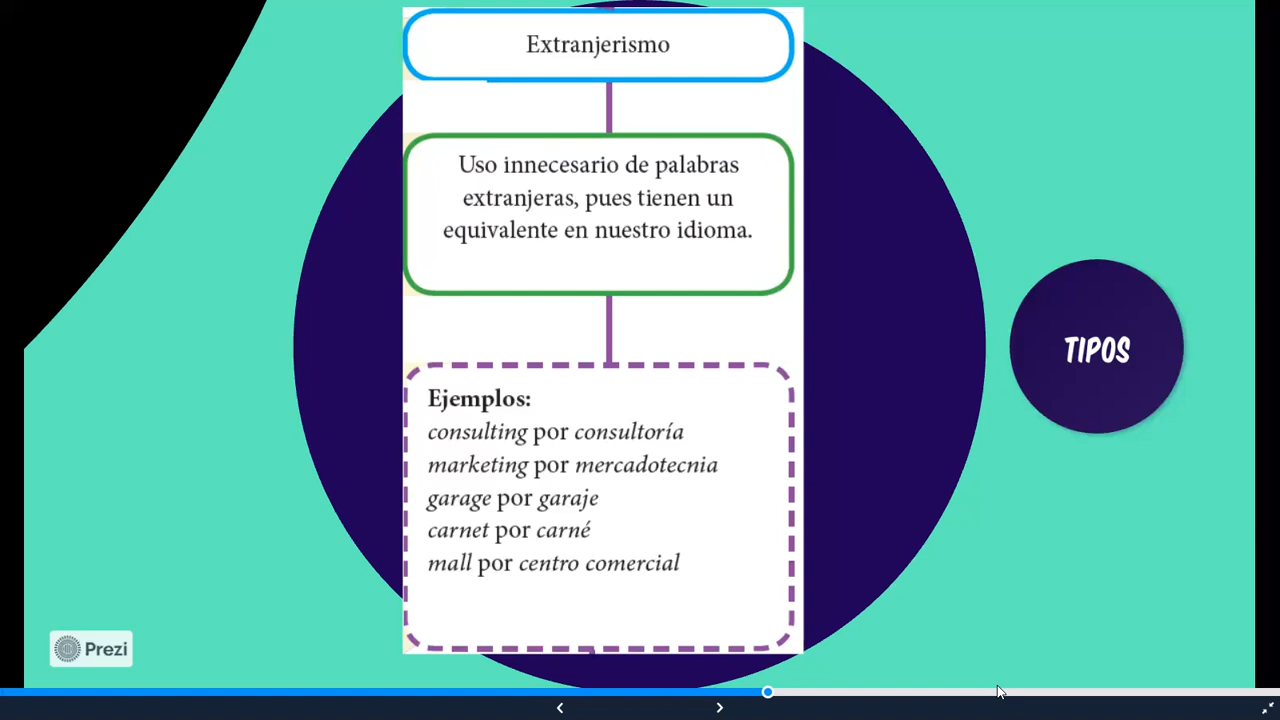 Extranjerismo
Uso innecesario de palabras
extranjeras, pues tienen un
equivalente en nuestro idioma.
Ejemplos:
consulting por consultoría
marketing por mercadotecnia
garage por garaje
carnet por carné
mall por centro comercial
TIPOS
Prezi